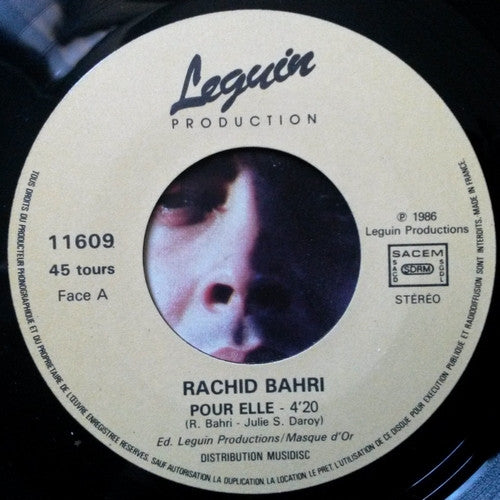 Leguin
PRODUCTION
11609
45 tours
Face A
℗ 1986
Leguin Productions
SACEM
SACD SDRM SGDL
STÉRÉO
RACHID BAHRI
POUR ELLE - 4'20
(R. Bahri - Julie S. Daroy)
Ed. Leguin Productions/Masque d'Or
DISTRIBUTION MUSIDISC
TOUS DROITS DU PRODUCTEUR PHONOGRAPHIQUE ET DU PROPRIETAIRE DE L'ŒUVRE ENREGISTREE RESERVES. SAUF AUTORISATION, LA DUPLICATION, LA LOCATION, LE PRET, L'UTILISATION DE CE DISQUE POUR EXECUTION PUBLIQUE ET RADIODIFFUSION SONT INTERDITS. MADE IN FRANCE.